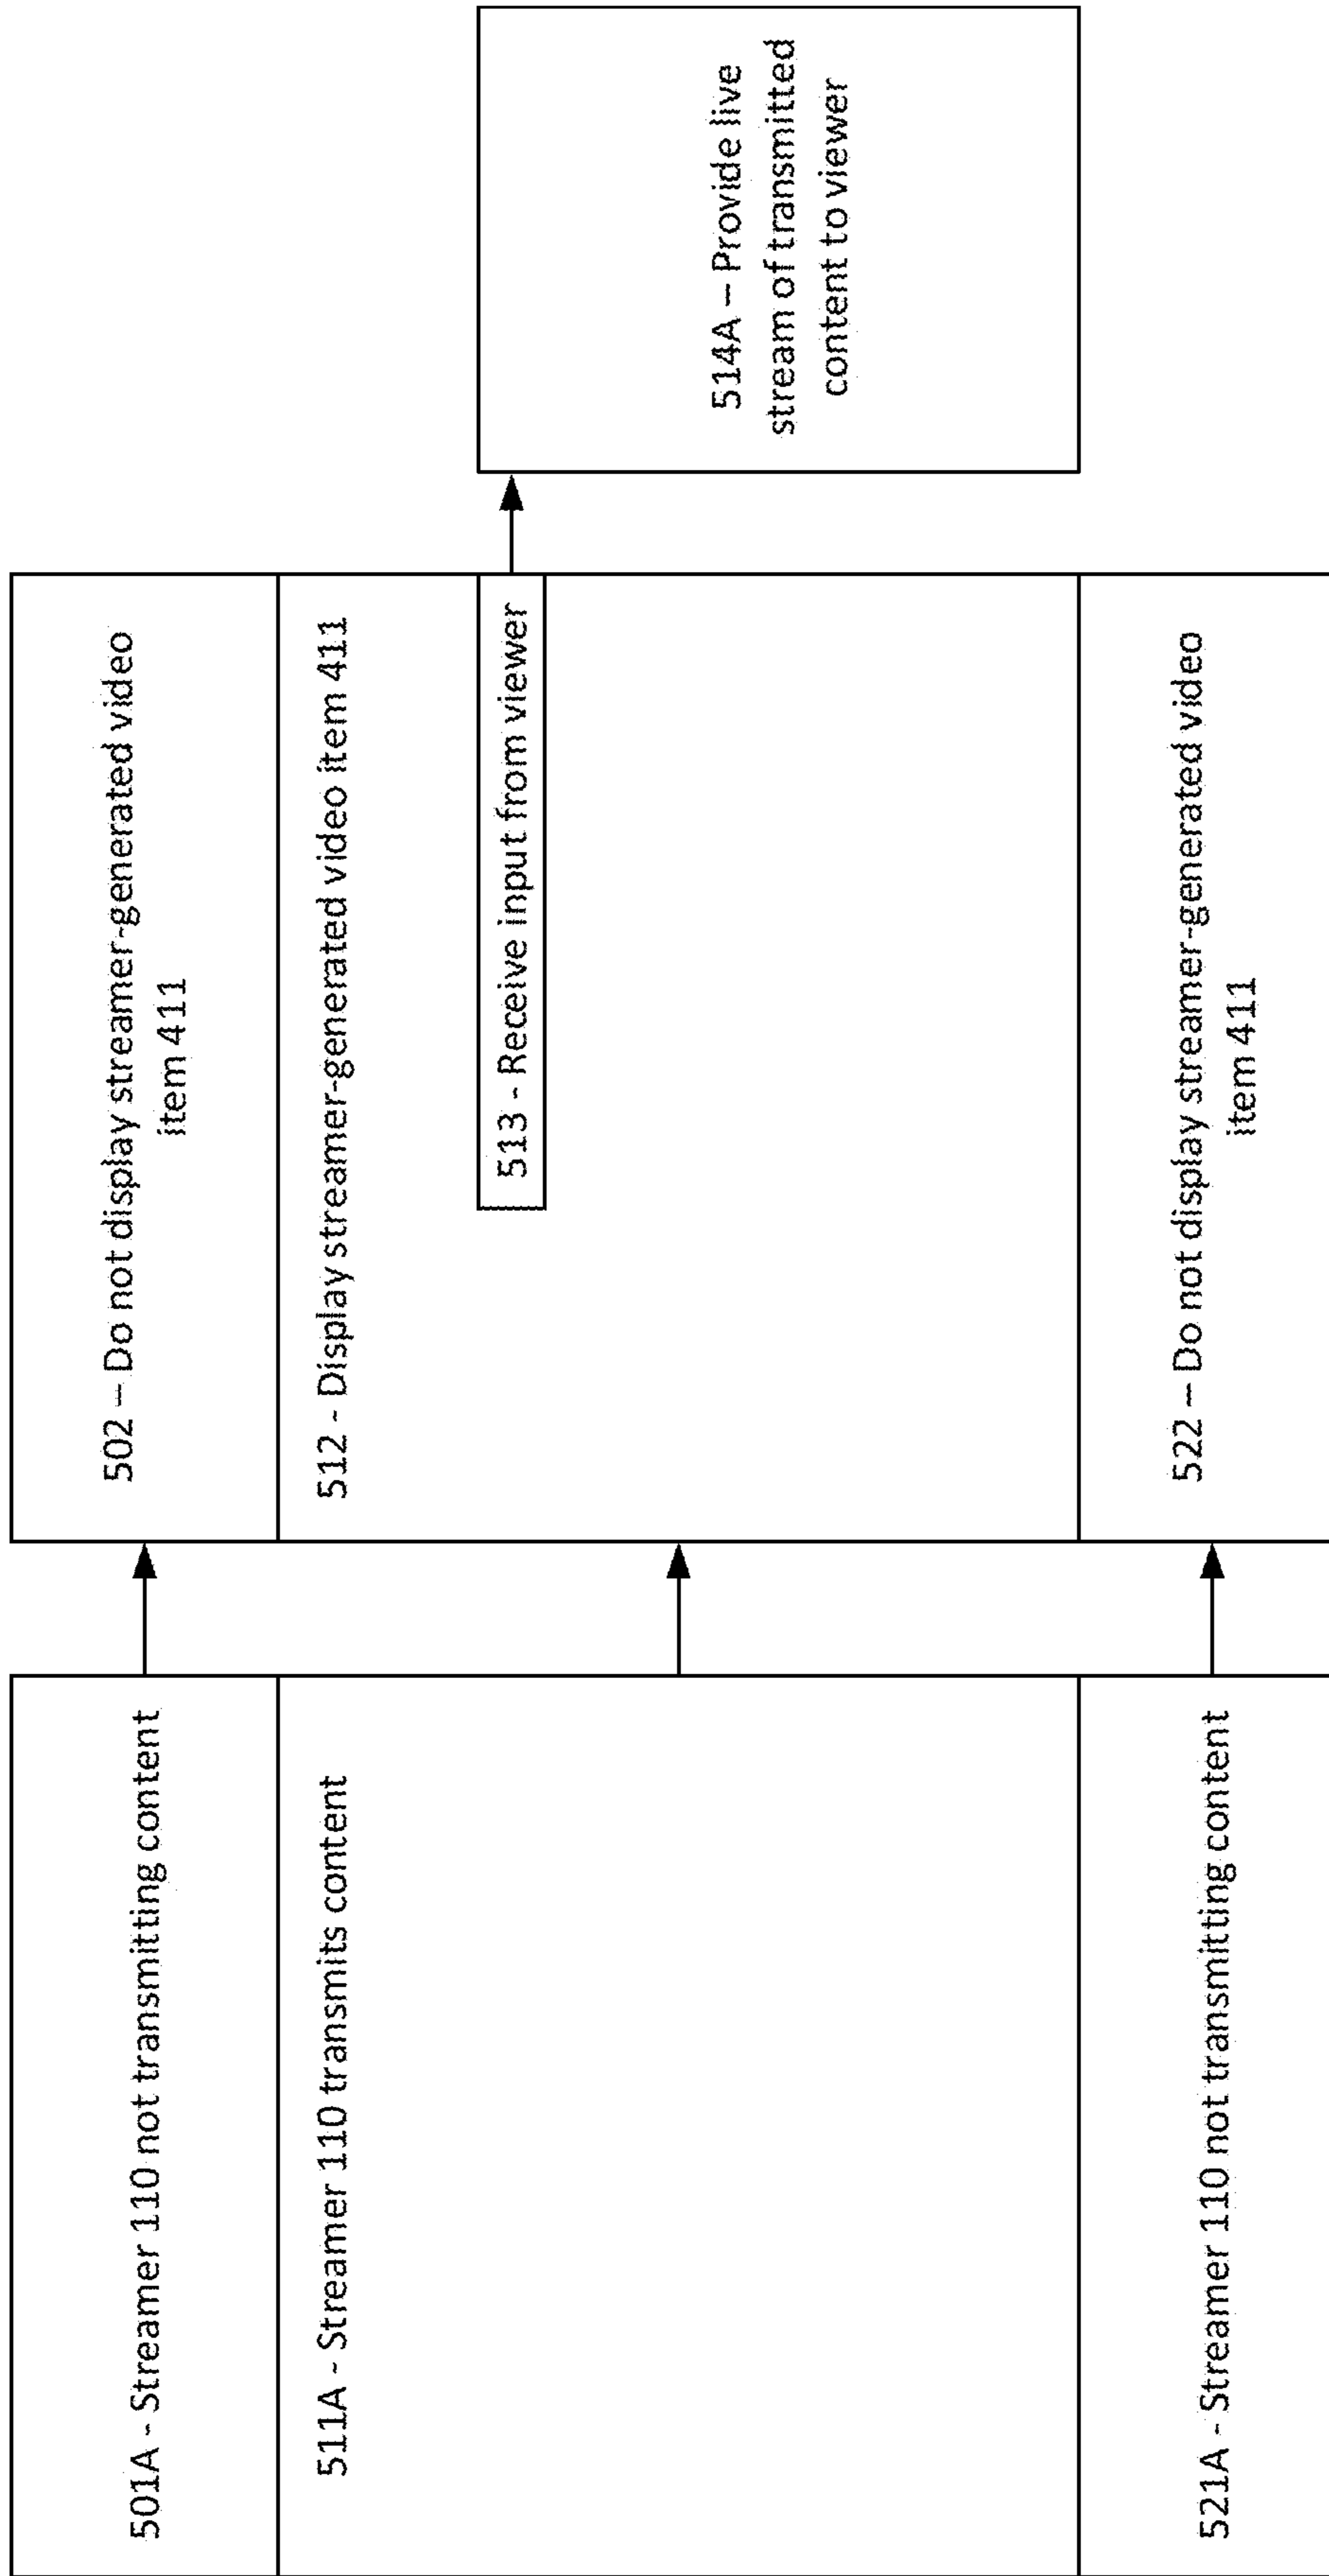 501A - Streamer 110 not transmitting content
502 – Do not display streamer-generated video
item 411
511A - Streamer 110 transmits content
512 - Display streamer-generated video item 411
513 - Receive input from viewer
514A – Provide live
stream of transmitted
content to viewer
521A - Streamer 110 not transmitting content
522 – Do not display streamer-generated video
item 411